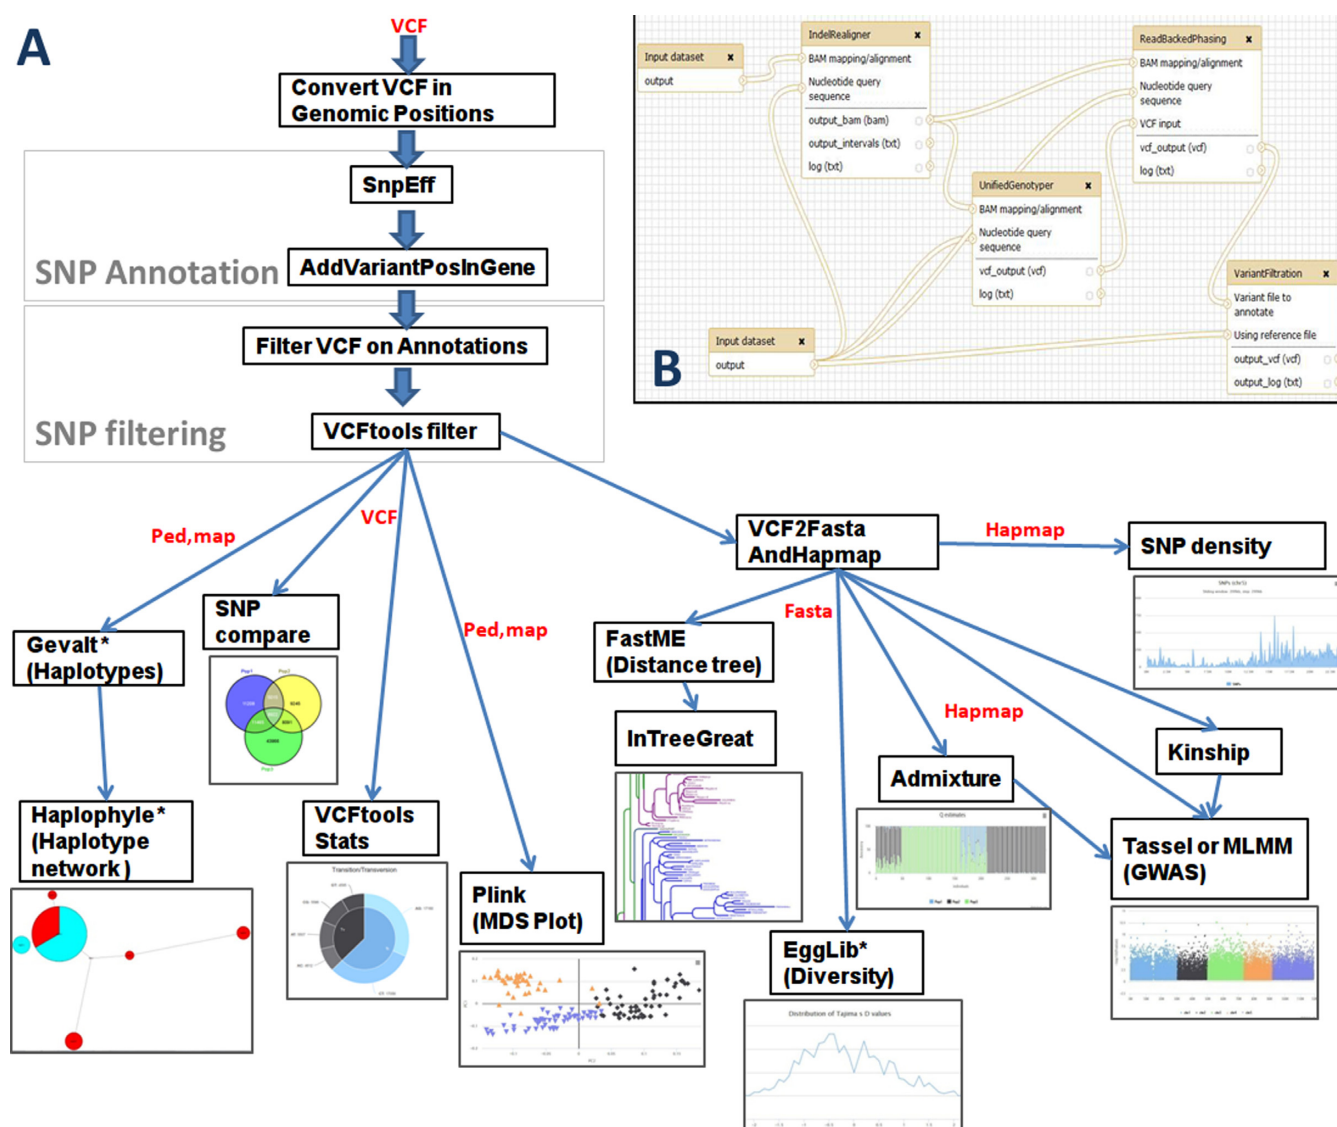 A
VCF
Convert VCF in
Genomic Positions
SnpEff
SNP Annotation
AddVariantPosInGene
Filter VCF on Annotations
SNP filtering
VCFtools filter
B
Input dataset
output
IndelRealigner
BAM mapping/alignment
Nucleotide query
sequence
output_bam (bam)
output_intervals (txt)
log (txt)
ReadBackedPhasing
BAM mapping/alignment
Nucleotide query
sequence
VCF input
vcf_output (vcf)
log (txt)
UnifiedGenotyper
BAM mapping/alignment
Nucleotide query
sequence
vcf_output (vcf)
log (txt)
VariantFiltration
Variant file to
annotate
Using reference file
output_vcf (vcf)
output_log (txt)
Input dataset
output
Ped,map
VCF
Ped,map
VCF2Fasta
AndHapmap
Hapmap
SNP density
Fasta
Hapmap
Gevalt*
(Haplotypes)
SNP
compare
Pop1
Pop2
Pop3
FastME
(Distance tree)
InTreeGreat
Kinship
Admixture
Q estimates
Haplophyle*
(Haplotype
network)
VCFtools
Stats
Transition/Transversion
Plink
(MDS Plot)
EggLib*
(Diversity)
Distribution of Tajima s D values
Tassel or MLMM
(GWAS)